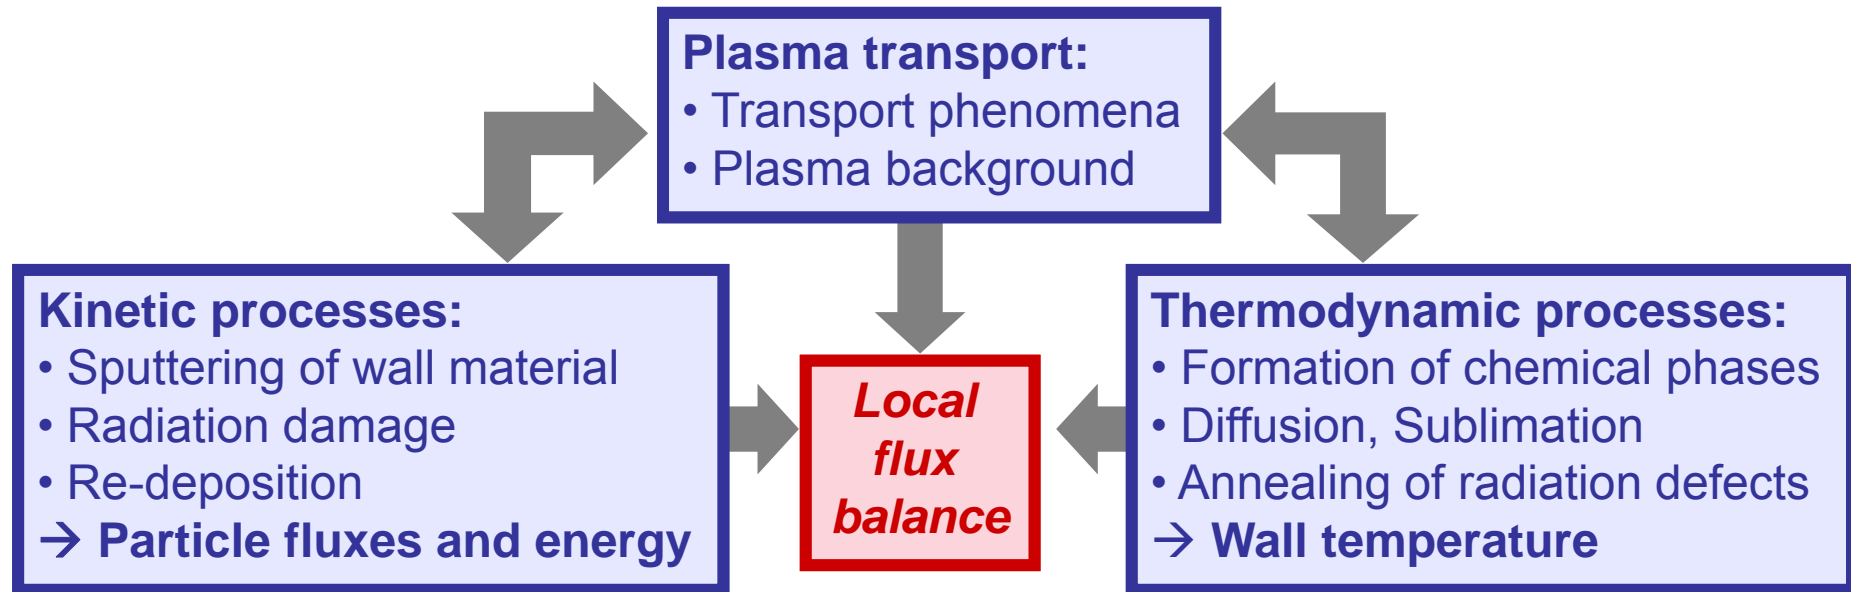 Plasma transport:
• Transport phenomena
• Plasma background
Kinetic processes:
• Sputtering of wall material
• Radiation damage
• Re-deposition
→ Particle fluxes and energy
Local
flux
balance
Thermodynamic processes:
• Formation of chemical phases
• Diffusion, Sublimation
• Annealing of radiation defects
→ Wall temperature